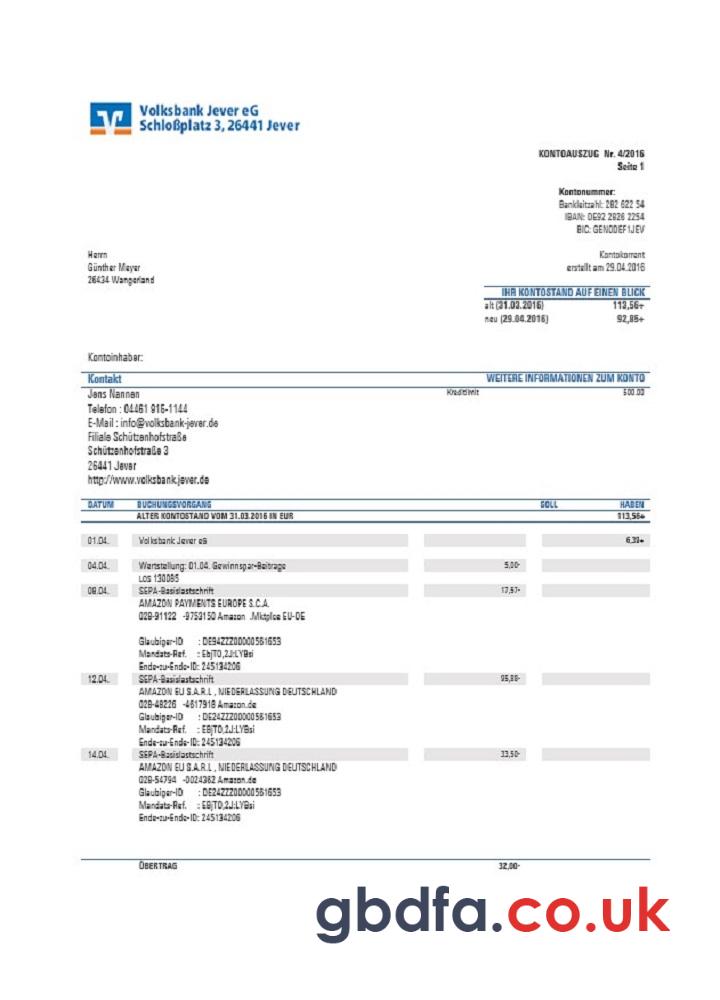 Volksbank Jever eG
Schloßplatz 3, 26441 Jever
KONTOAUSZUG Nr. 4/2016
Seite 1
Kontonummer:
Bankleitzahl: 282 622 54
IBAN: DE92 2826 2254
BIC: GENODEF1JEV
Herrn
Günther Meyer
26434 Wangerland
Kontokorrent
erstellt am 29.04.2016
IHR KONTOSTAND AUF EINEN BLICK
alt (31.03.2016) 113,56+
neu (29.04.2016) 92,85+
Kontoinhaber:
Kontakt WEITERE INFORMATIONEN ZUM KONTO
Jens Nannen Kreditlimit 500.00
Telefon : 04461 915-1144
E-Mail : info@volksbank-jever.de
Filiale Schützenhofstraße
Schützenhofstraße 3
26441 Jever
http://www.volksbank.jever.de
DATUM BUCHUNGSVORGANG SOLL HABEN
ALTER KONTOSTAND VOM 31.03.2016 IN EUR 113,56+
01.04. Volksbank Jever eG 6,39+
04.04. Wertstellung: 01.04. Gewinnspar-Beitrage 5,00-
LOS 130085
08.04. SEPA-Basislastschrift 17,97-
AMAZON PAYMENTS EUROPE S.C.A.
028-91122 -9753150 Amazon .Mktplce EU-DE
Glaubiger-ID : DE94ZZZ00000561653
Mandats-Ref. : EbjTO,2J:LYBsi
Ende-zu-Ende-ID: 245134206
12.04. SEPA-Basislastschrift
AMAZON EU S.A.R.L , NIEDERLASSUNG DEUTSCHLAND
028-48226 -4617918 Amazon.de
Glaubiger-ID : DE24ZZZ00000561653
Mandats-Ref. : E8jTO,2J:LYBsi
Ende-zu-Ende-ID: 245134206
14.04. SEPA-Basislastschrift 33,50-
AMAZON EU S.A.R.L , NIEDERLASSUNG DEUTSCHLAND
028-54794 -0024362 Amazon.de
Glaubiger-ID : DE24ZZZ00000561653
Mandats-Ref. : E8jTO,2J:LYBsi
Ende-zu-Ende-ID: 245134206
ÜBERTRAG 32,00-
gbdfa.co.uk